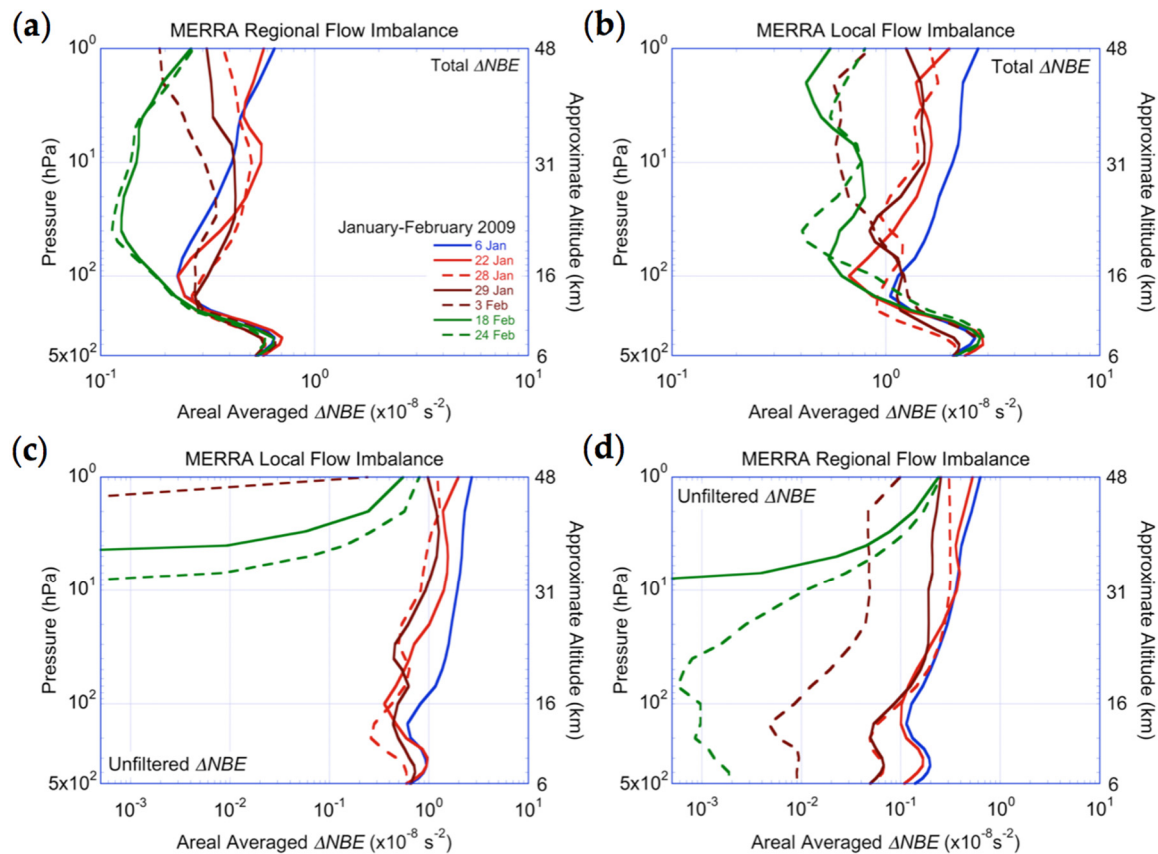 (a)
MERRA Regional Flow Imbalance
10⁰
10¹
10²
5x10²
Pressure (hPa)
Total ΔNBE
48
31
16
6
Approximate Altitude (km)
January-February 2009
6 Jan
22 Jan
28 Jan
29 Jan
3 Feb
18 Feb
24 Feb
10⁻¹ 10⁰ 10¹
Areal Averaged ΔNBE (x10⁻⁸ s⁻²)
(b)
MERRA Local Flow Imbalance
10⁰
10¹
10²
5x10²
Pressure (hPa)
Total ΔNBE
48
31
16
6
Approximate Altitude (km)
10⁻¹ 10⁰ 10¹
Areal Averaged ΔNBE (x10⁻⁸ s⁻²)
(c)
MERRA Local Flow Imbalance
10⁰
10¹
10²
5x10²
Pressure (hPa)
Unfiltered ΔNBE
48
31
16
6
Approximate Altitude (km)
10⁻³ 10⁻² 10⁻¹ 10⁰ 10¹
Areal Averaged ΔNBE (x10⁻⁸ s⁻²)
(d)
MERRA Regional Flow Imbalance
10⁰
10¹
10²
5x10²
Pressure (hPa)
Unfiltered ΔNBE
48
31
16
6
Approximate Altitude (km)
10⁻³ 10⁻² 10⁻¹ 10⁰ 10¹
Areal Averaged ΔNBE (x10⁻⁸ s⁻²)